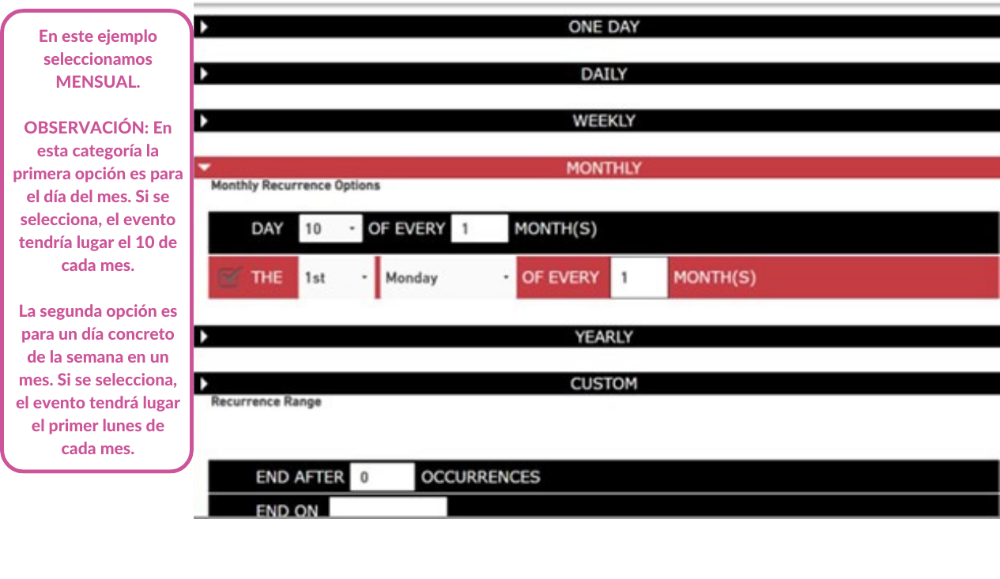 En este ejemplo
seleccionamos
MENSUAL.
OBSERVACIÓN: En
esta categoría la
primera opción es para
el día del mes. Si se
selecciona, el evento
tendría lugar el 10 de
cada mes.
La segunda opción es
para un día concreto
de la semana en un
mes. Si se selecciona,
el evento tendrá lugar
el primer lunes de
cada mes.
ONE DAY
DAILY
WEEKLY
MONTHLY
Monthly Recurrence Options
DAY 10 OF EVERY 1 MONTH(S)
THE 1st Monday OF EVERY 1 MONTH(S)
YEARLY
CUSTOM
Recurrence Range
END AFTER 0 OCCURRENCES
END ON